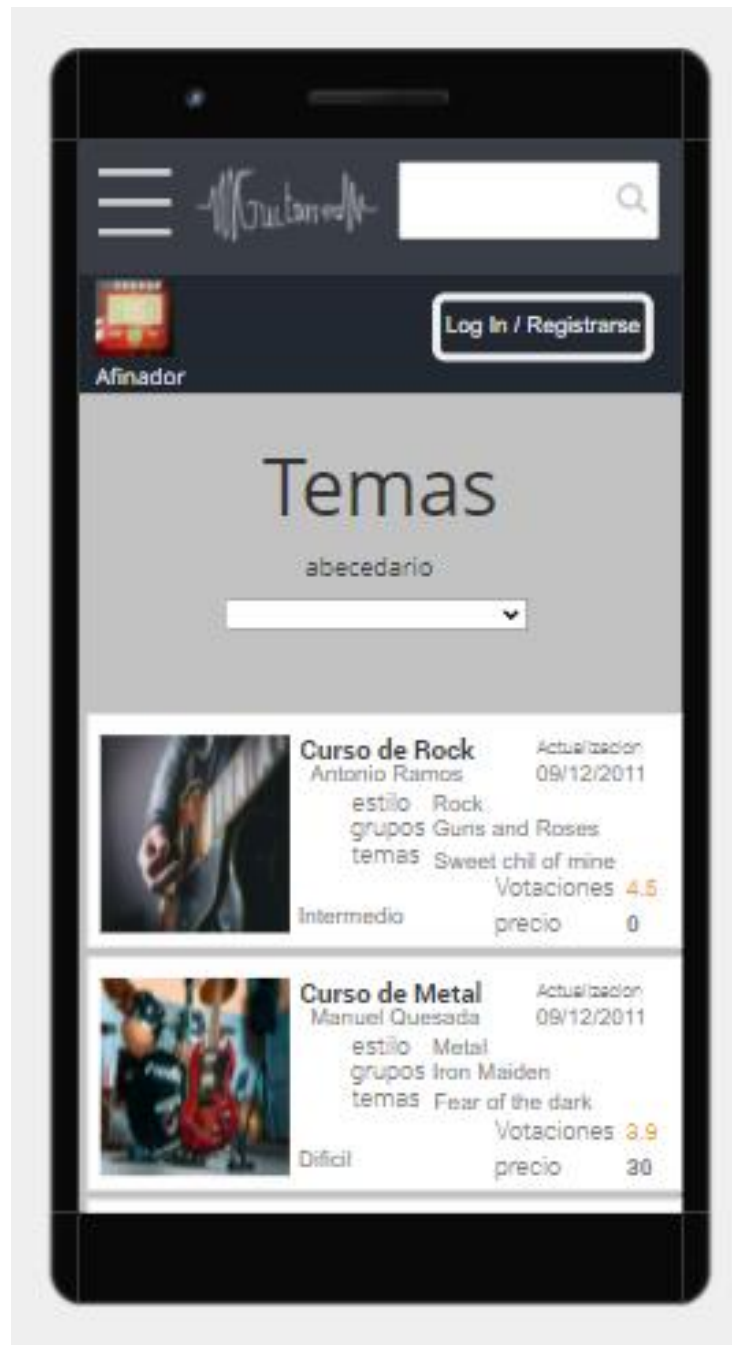 Log In / Registrarse
Afinador
Temas
abecedario
Curso de Rock
Actualizacion
Antonio Ramos
09/12/2011
estilo Rock
grupos Guns and Roses
temas Sweet chil of mine
Votaciones 4.5
Intermedio
precio 0
Curso de Metal
Actualizacion
Manuel Quesada
09/12/2011
estilo Metal
grupos Iron Maiden
temas Fear of the dark
Votaciones 3.9
Dificil
precio 30